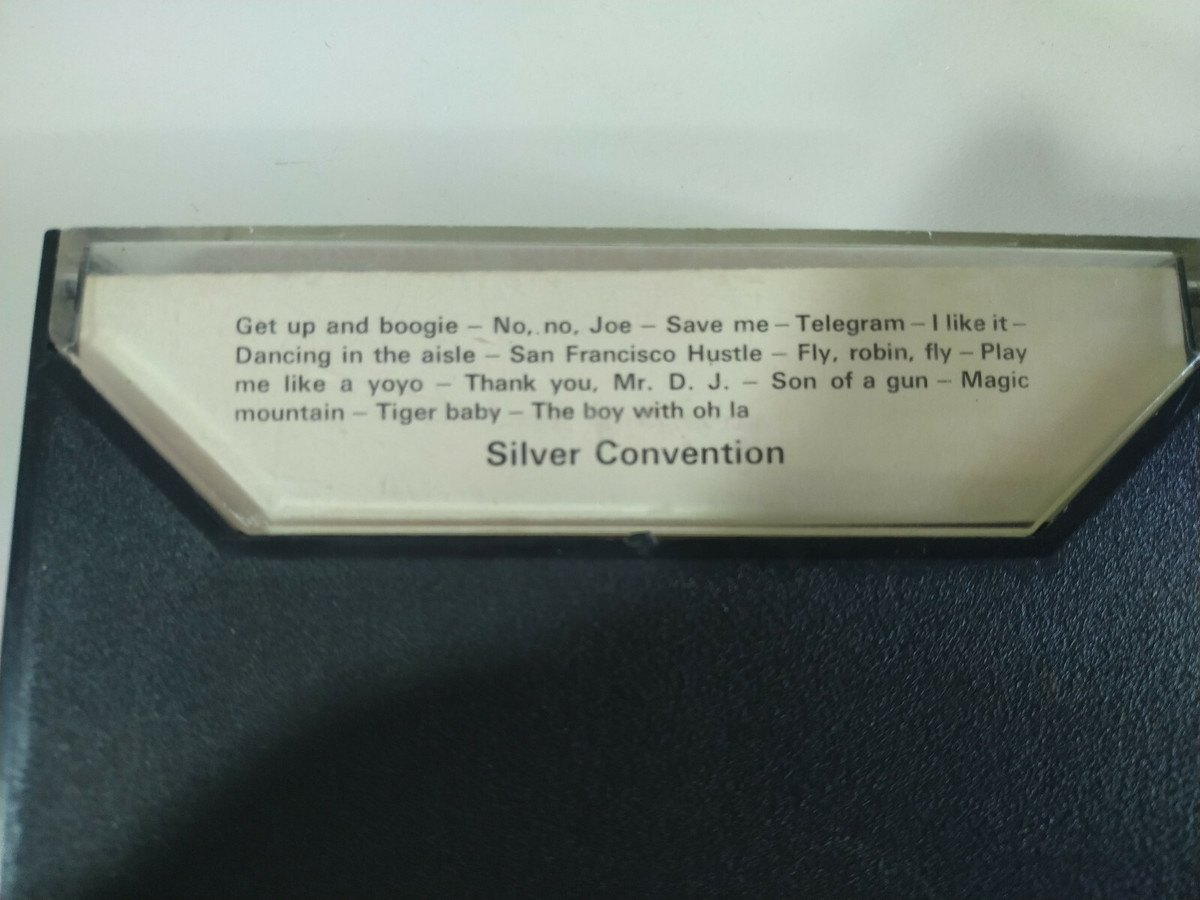 Get up and boogie – No, no, Joe – Save me – Telegram – I like it –
Dancing in the aisle – San Francisco Hustle – Fly, robin, fly – Play
me like a yoyo – Thank you, Mr. D. J. – Son of a gun – Magic
mountain – Tiger baby – The boy with oh la
Silver Convention